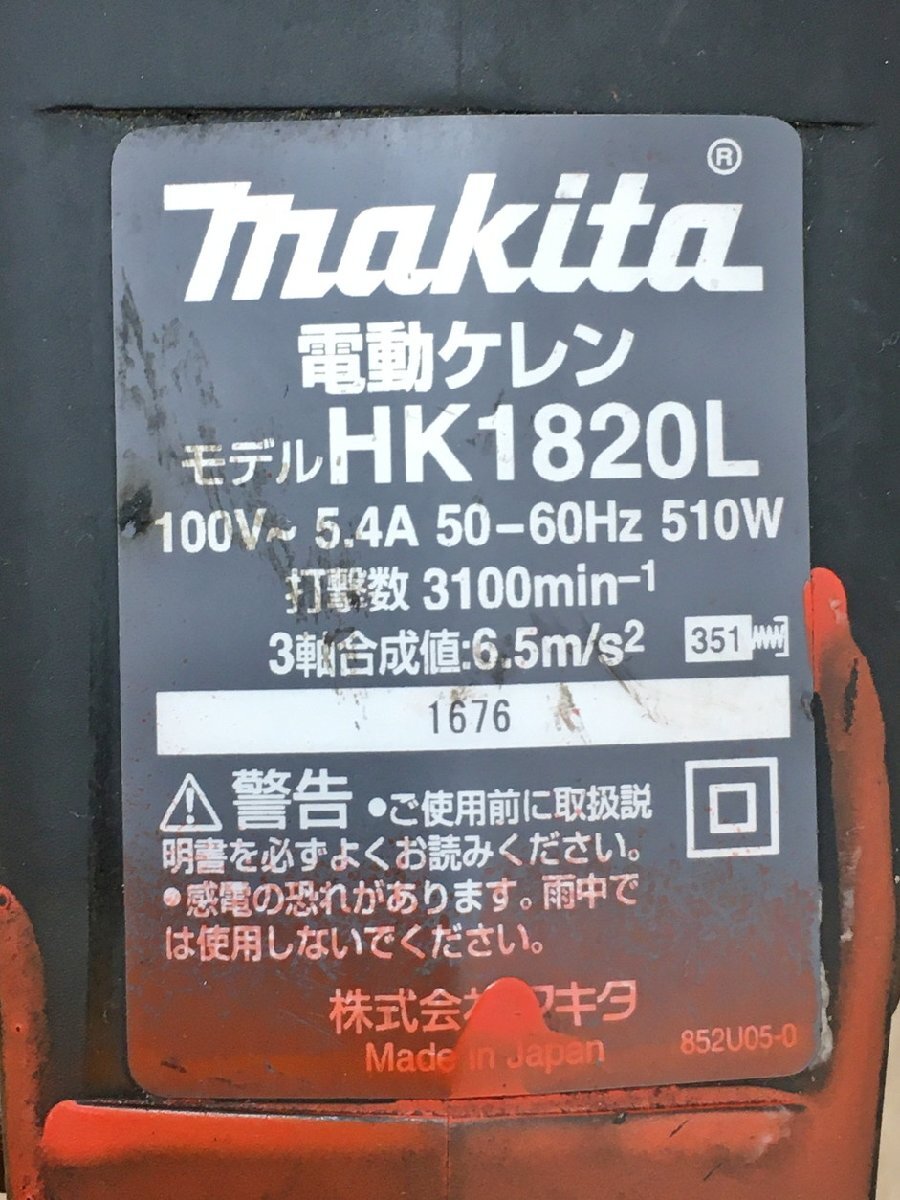 makita®
電動ケレン
モデルHK1820L
100V~ 5.4A 50-60Hz 510W
打撃数 3100min-1
3軸合成値:6.5m/s2 351
1676
警告 •ご使用前に取扱説
明書を必ずよくお読みください。
•感電の恐れがあります。雨中で
は使用しないでください。
株式会社マキタ
Made in Japan 852U05-0